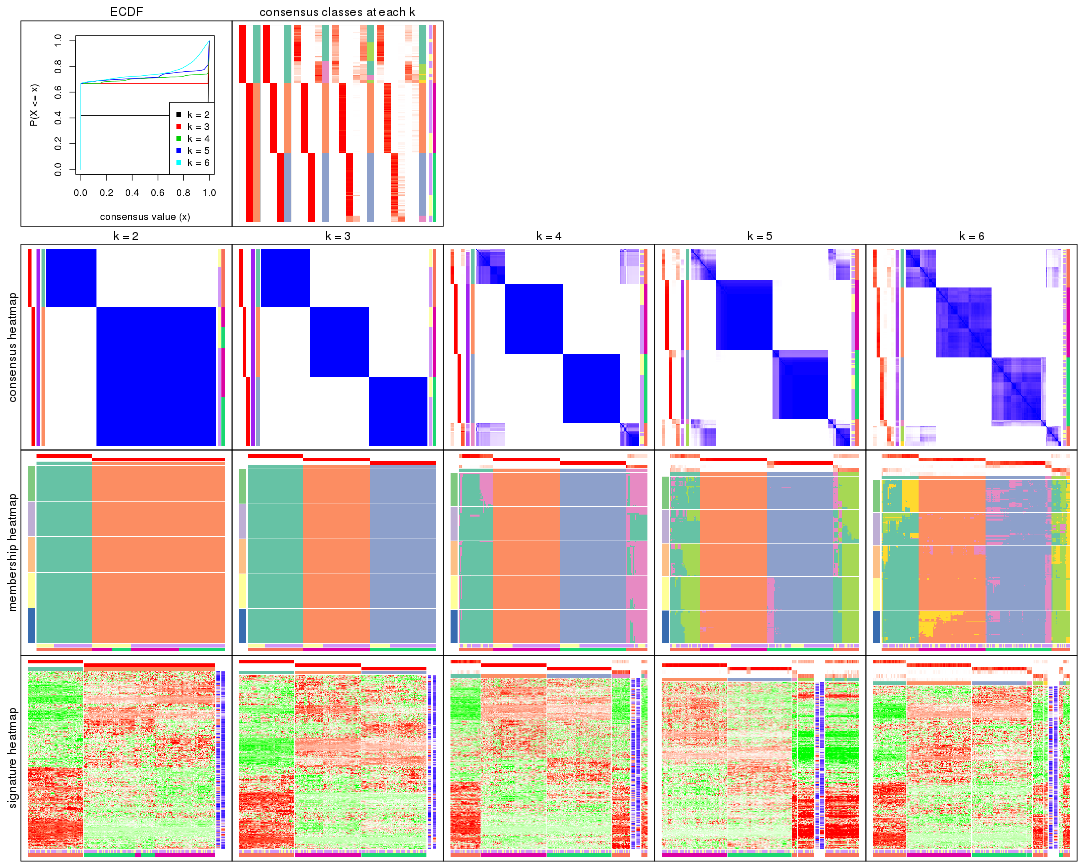 ECDF
consensus classes at each k
P(X <= x)
0.0
0.2
0.4
0.6
0.8
1.0
k = 2
k = 3
k = 4
k = 5
k = 6
0.0 0.2 0.4 0.6 0.8 1.0
consensus value (x)
k = 2
k = 3
k = 4
k = 5
k = 6
consensus heatmap
membership heatmap
signature heatmap